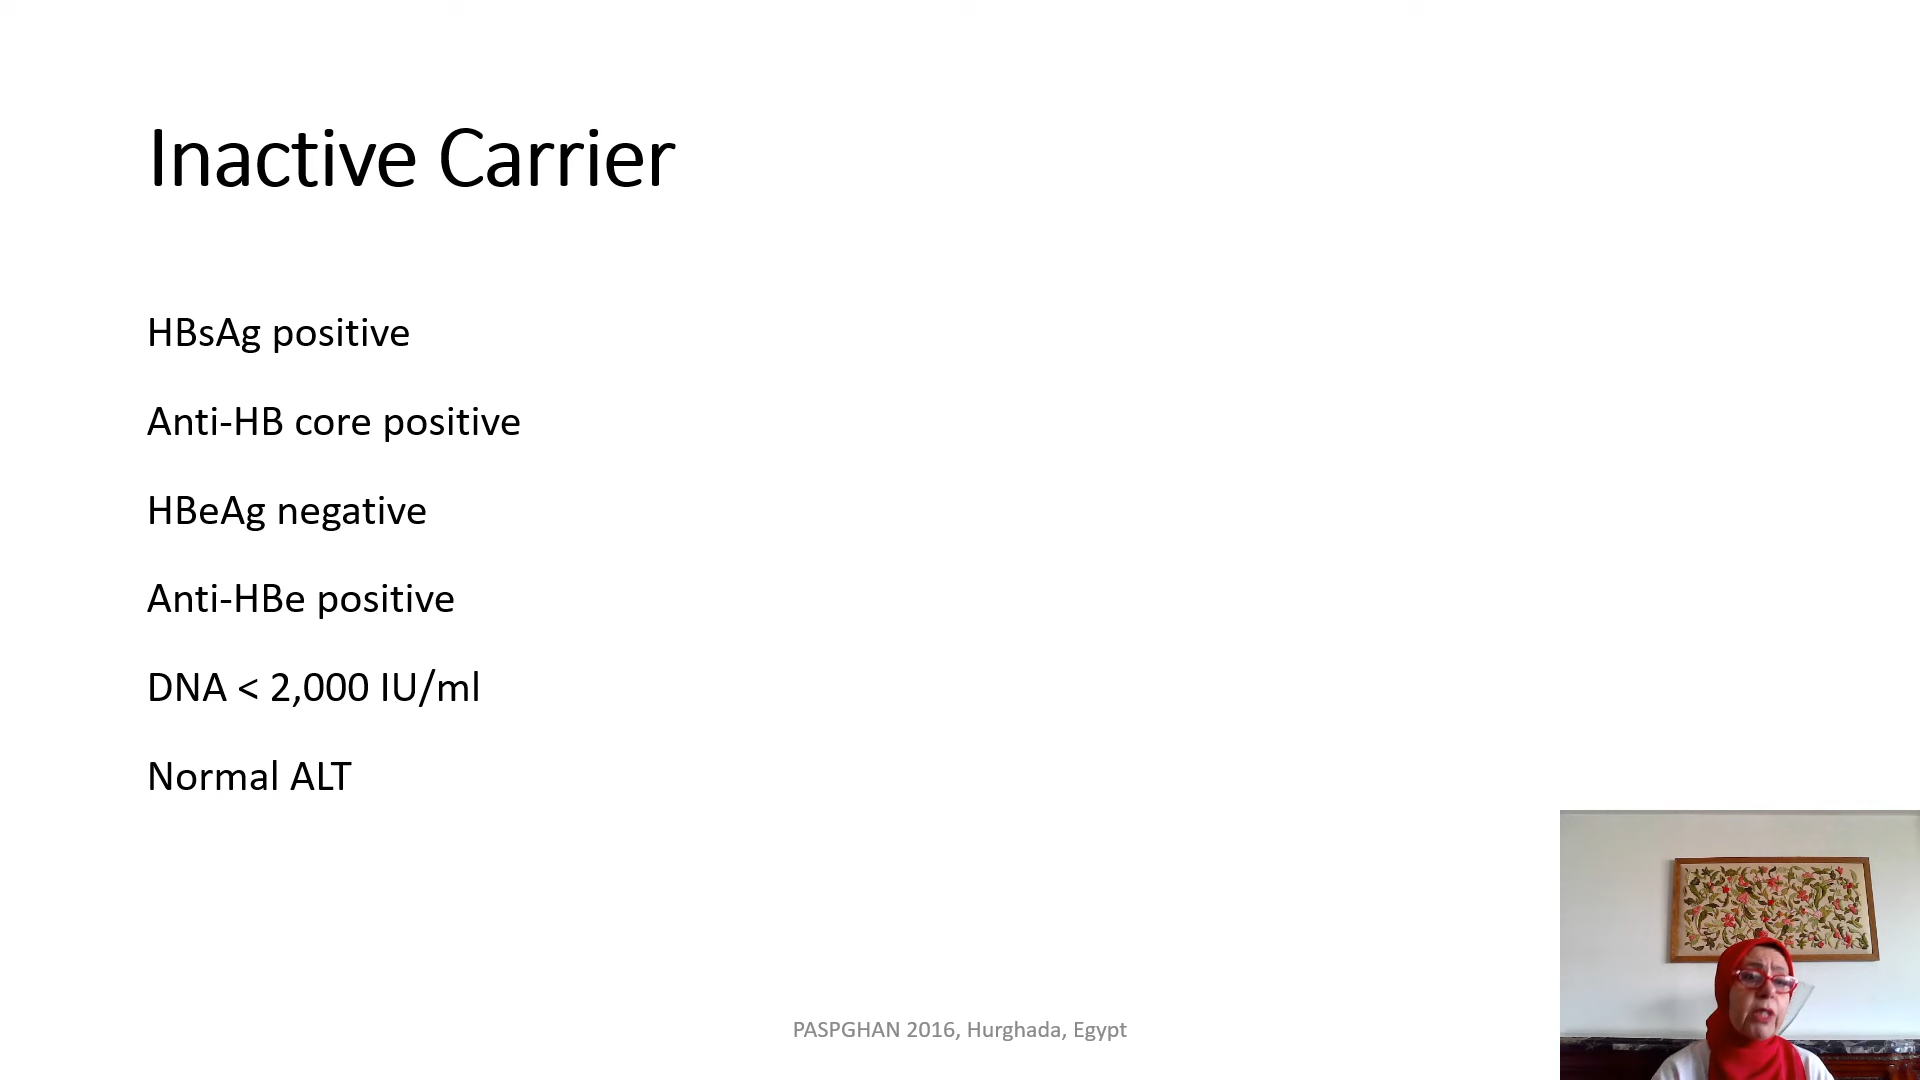 Inactive Carrier
HBsAg positive
Anti-HB core positive
HBeAg negative
Anti-HBe positive
DNA < 2,000 IU/ml
Normal ALT
PASPGHAN 2016, Hurghada, Egypt